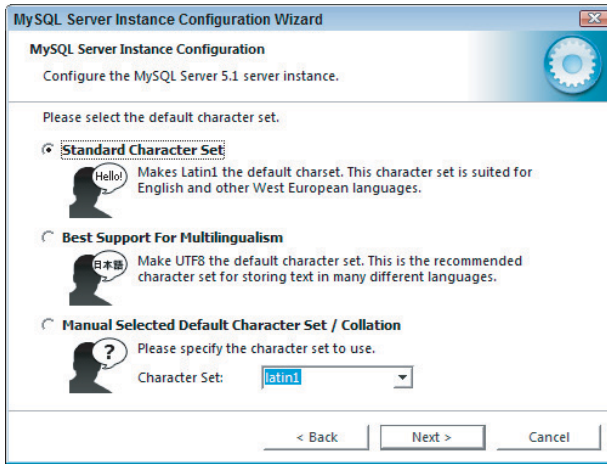 MySQL Server Instance Configuration Wizard
MySQL Server Instance Configuration
Configure the MySQL Server 5.1 server instance.
Please select the default character set.
Standard Character Set
Hello!
Makes Latin1 the default charset. This character set is suited for
English and other West European languages.
Best Support For Multilingualism
日本語
Make UTF8 the default character set. This is the recommended
character set for storing text in many different languages.
Manual Selected Default Character Set / Collation
?
Please specify the character set to use.
Character Set: latin1
< Back Next > Cancel